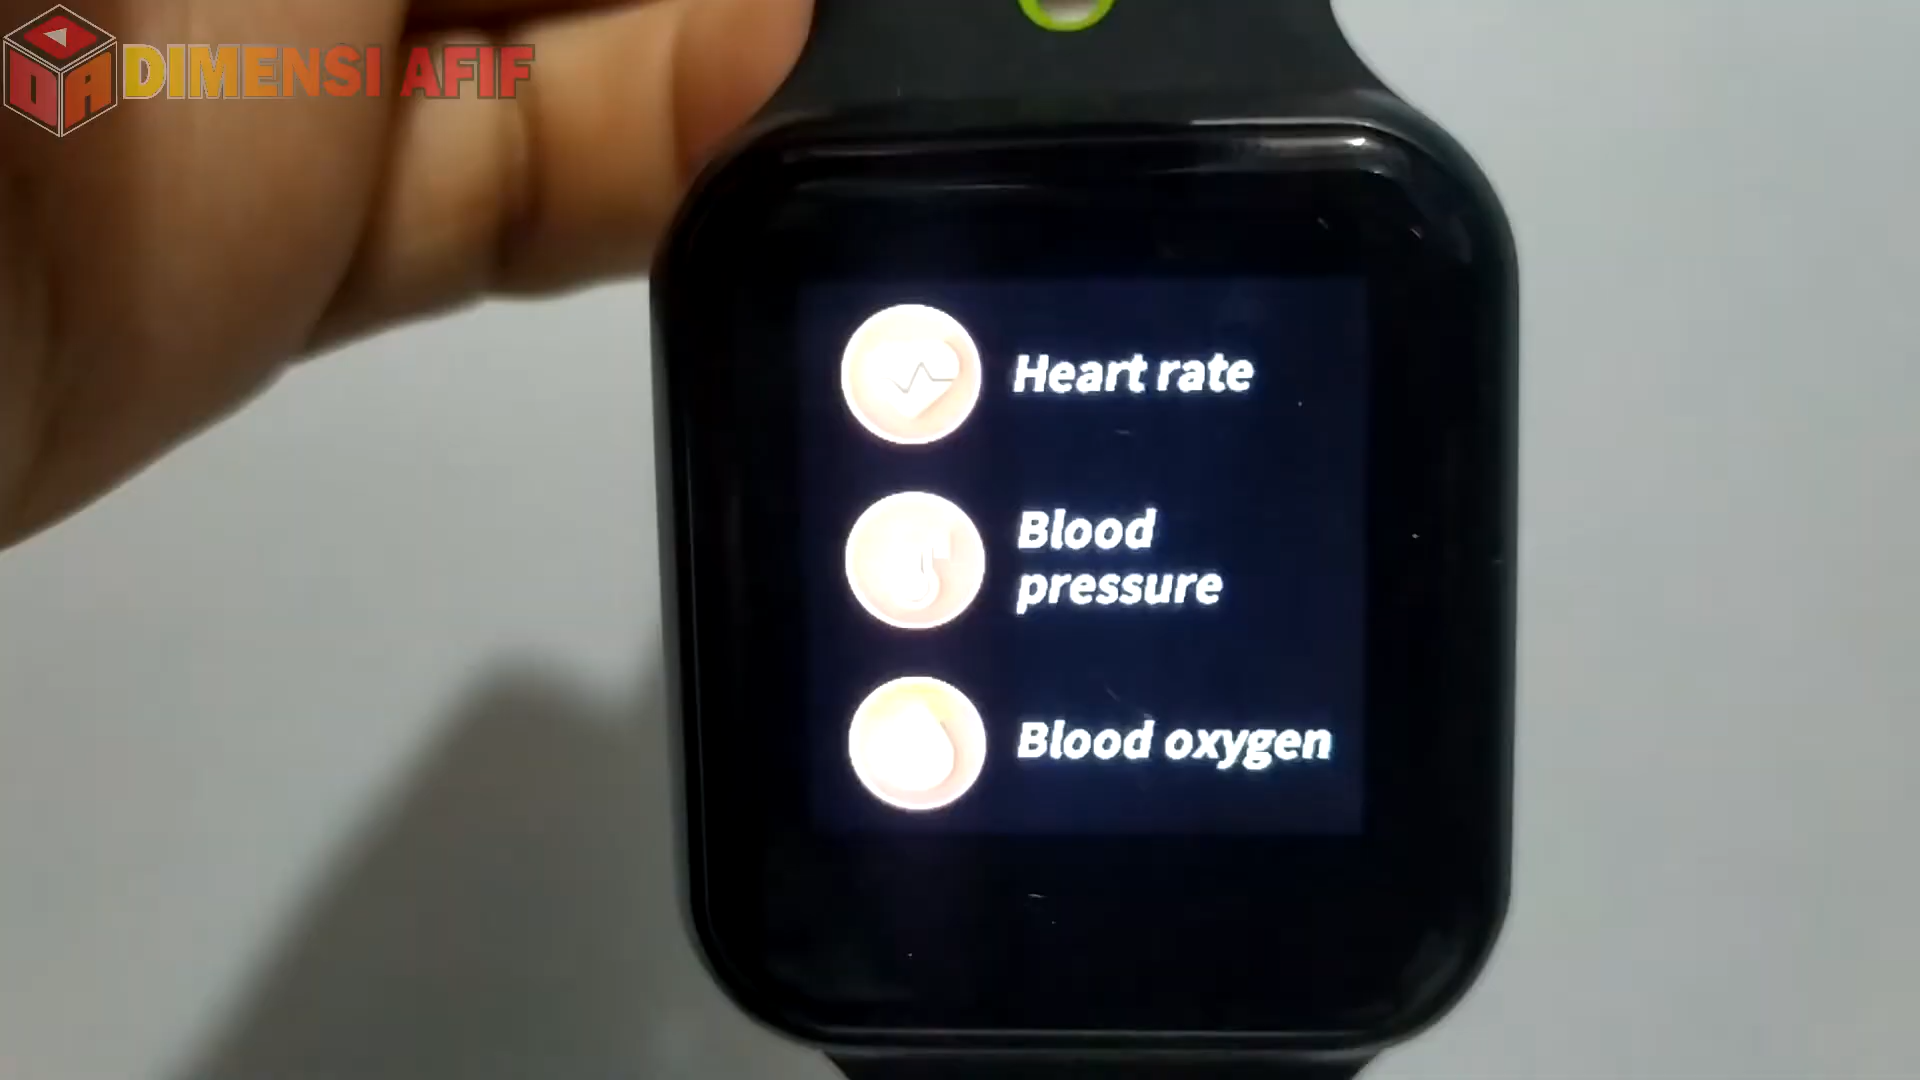 DIMENSI AFIF
Heart rate
Blood
pressure
Blood oxygen